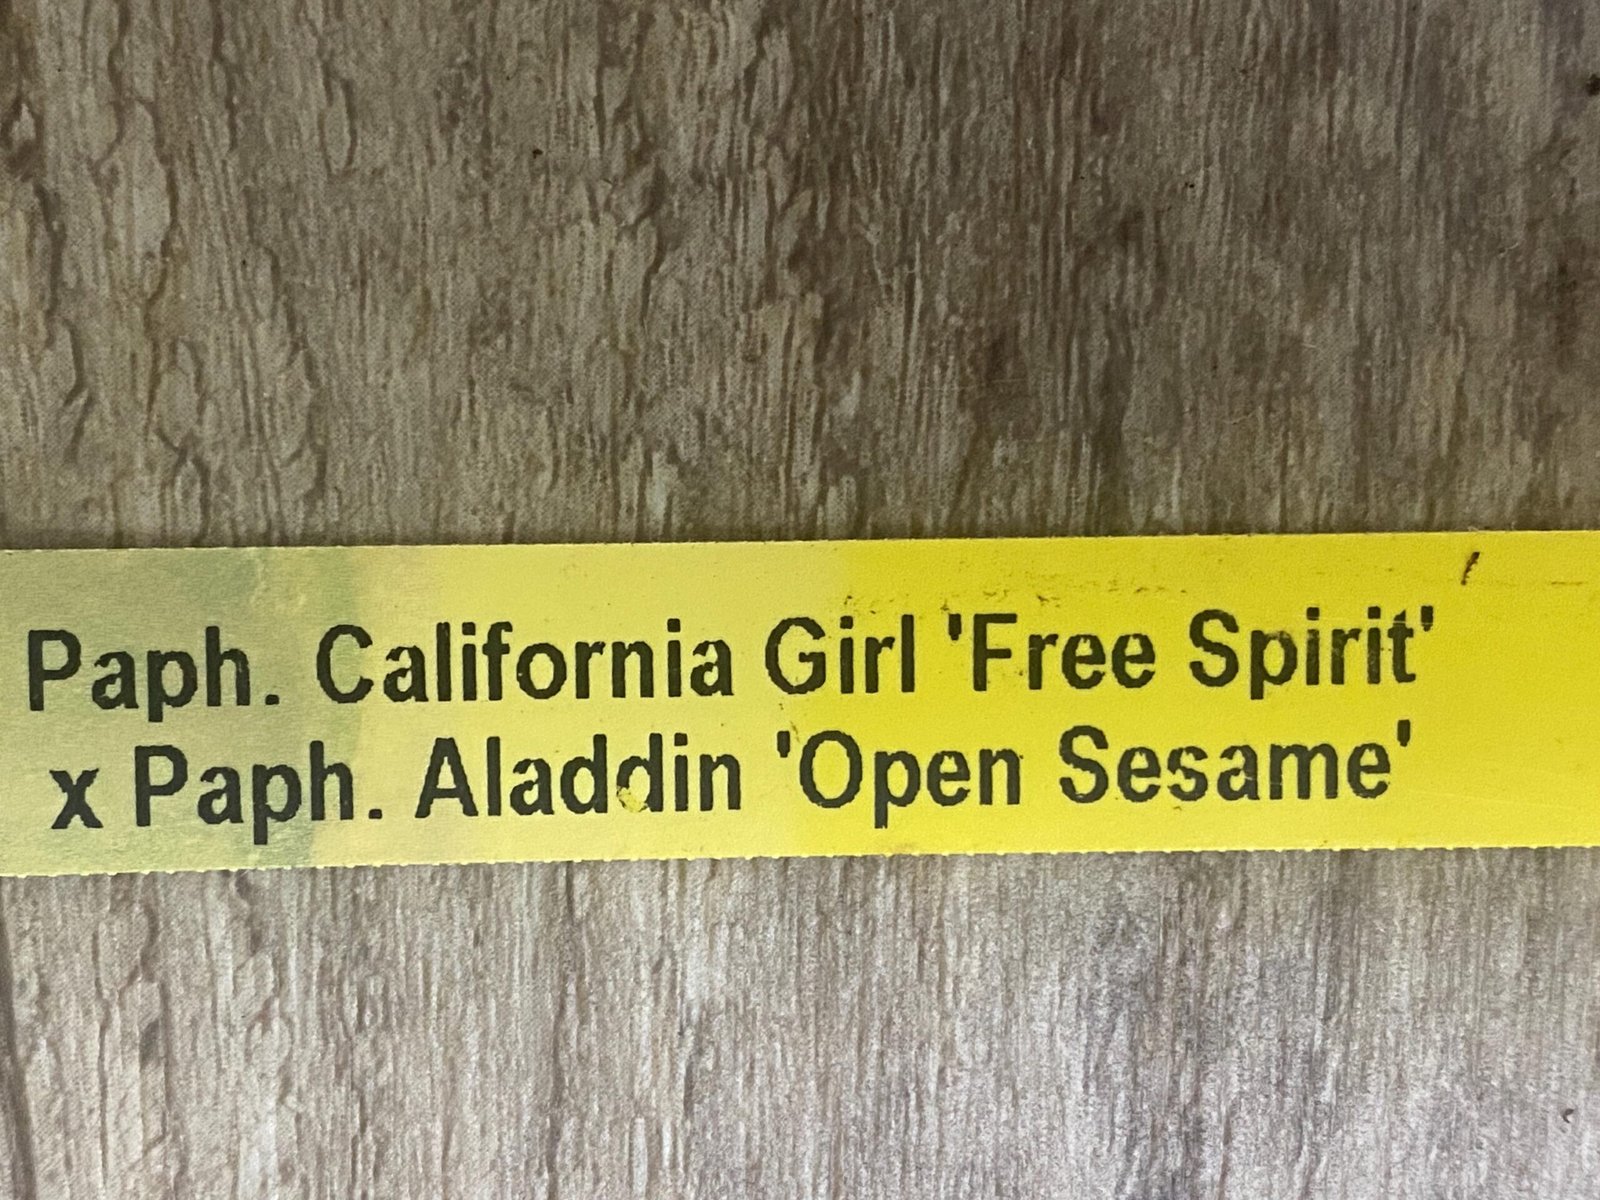 Paph. California Girl 'Free Spirit'
x Paph. Aladdin 'Open Sesame'